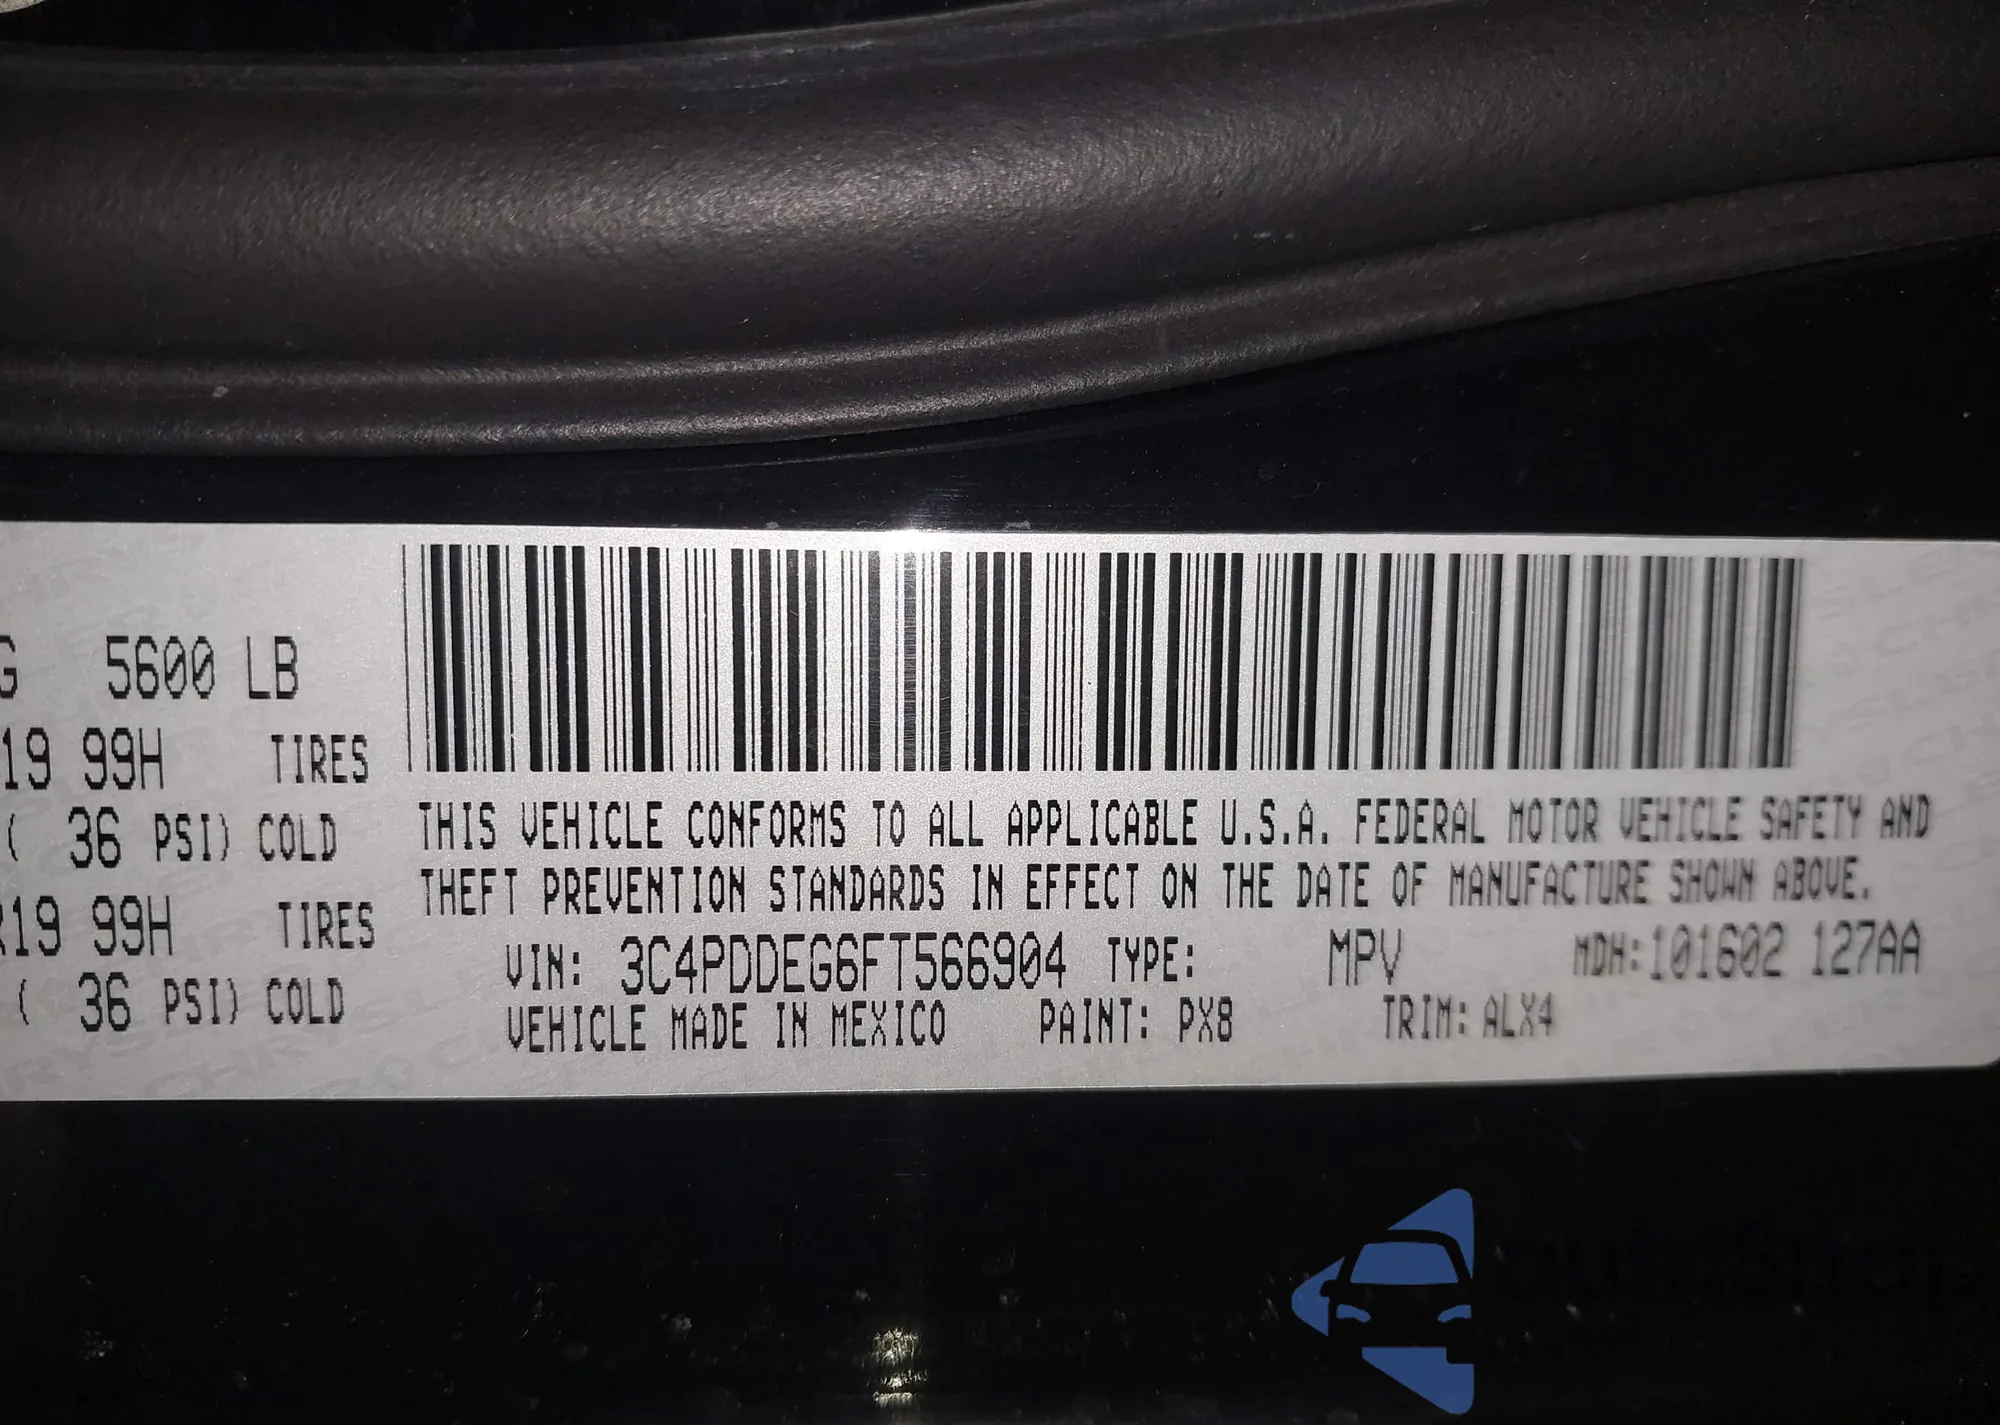 G 5600 LB
19 99H TIRES
( 36 PSI) COLD
R19 99H TIRES
( 36 PSI) COLD
THIS VEHICLE CONFORMS TO ALL APPLICABLE U.S.A. FEDERAL MOTOR VEHICLE SAFETY AND
THEFT PREVENTION STANDARDS IN EFFECT ON THE DATE OF MANUFACTURE SHOWN ABOVE.
VIN: 3C4PDDEG6FT566904 TYPE: MPV MDH:101602 127AA
VEHICLE MADE IN MEXICO PAINT: PX8 TRIM: ALX4